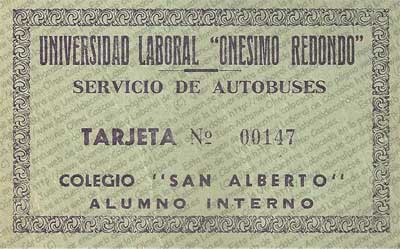 UNIVERSIDAD LABORAL "ONESIMO REDONDO"
SERVICIO DE AUTOBUSES
TARJETA Nº 00147
COLEGIO "SAN ALBERTO"
ALUMNO INTERNO